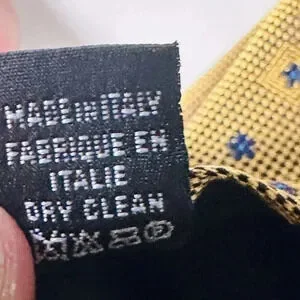 MADE IN ITALY
FABRIQUE EN
ITALIE
DRY CLEAN